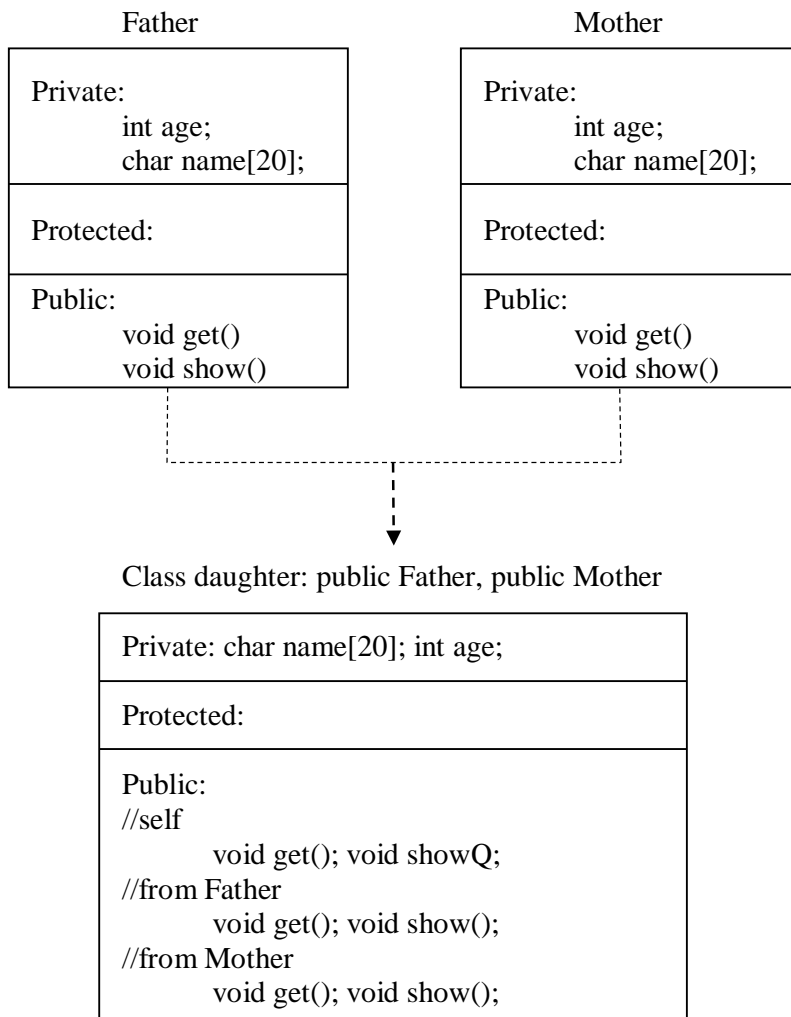 Father
Private:
int age;
char name[20];
Protected:
Public:
void get()
void show()
Mother
Private:
int age;
char name[20];
Protected:
Public:
void get()
void show()
Class daughter: public Father, public Mother
Private: char name[20]; int age;
Protected:
Public:
//self
void get(); void showQ;
//from Father
void get(); void show();
//from Mother
void get(); void show();